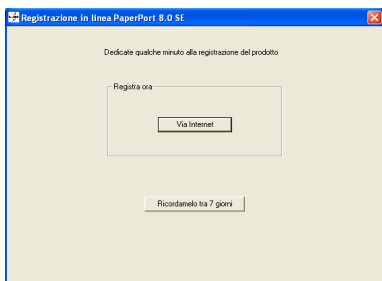 Registrazione in linea PaperPort 8.0 SE
Dedicate qualche minuto alla registrazione del prodotto
Registra ora
Via Internet
Ricordamelo tra 7 giorni